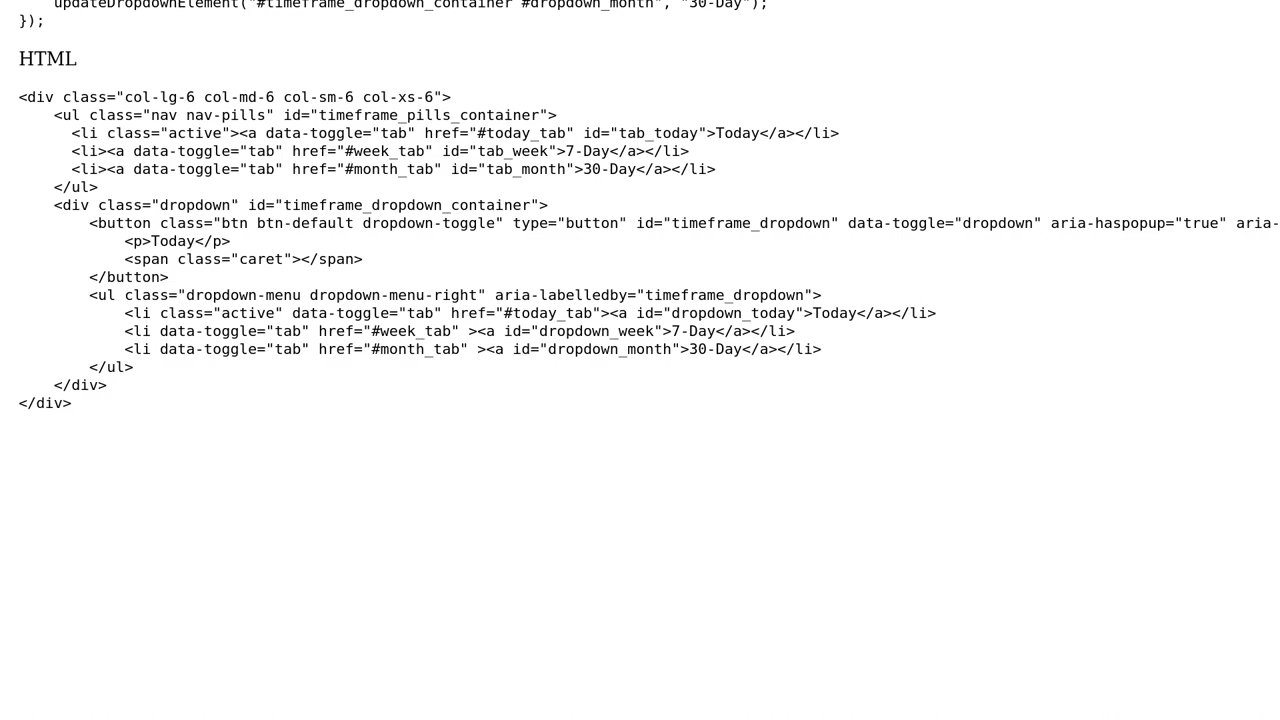 updateDropdownElement("#timeframe_dropdown_container #dropdown_month", "30-Day");
});
HTML
<div class="col-lg-6 col-md-6 col-sm-6 col-xs-6">
    <ul class="nav nav-pills" id="timeframe_pills_container">
      <li class="active"><a data-toggle="tab" href="#today_tab" id="tab_today">Today</a></li>
      <li><a data-toggle="tab" href="#week_tab" id="tab_week">7-Day</a></li>
      <li><a data-toggle="tab" href="#month_tab" id="tab_month">30-Day</a></li>
    </ul>
    <div class="dropdown" id="timeframe_dropdown_container">
        <button class="btn btn-default dropdown-toggle" type="button" id="timeframe_dropdown" data-toggle="dropdown" aria-haspopup="true" aria-
            <p>Today</p>
            <span class="caret"></span>
        </button>
        <ul class="dropdown-menu dropdown-menu-right" aria-labelledby="timeframe_dropdown">
            <li class="active" data-toggle="tab" href="#today_tab"><a id="dropdown_today">Today</a></li>
            <li data-toggle="tab" href="#week_tab" ><a id="dropdown_week">7-Day</a></li>
            <li data-toggle="tab" href="#month_tab" ><a id="dropdown_month">30-Day</a></li>
        </ul>
    </div>
</div>